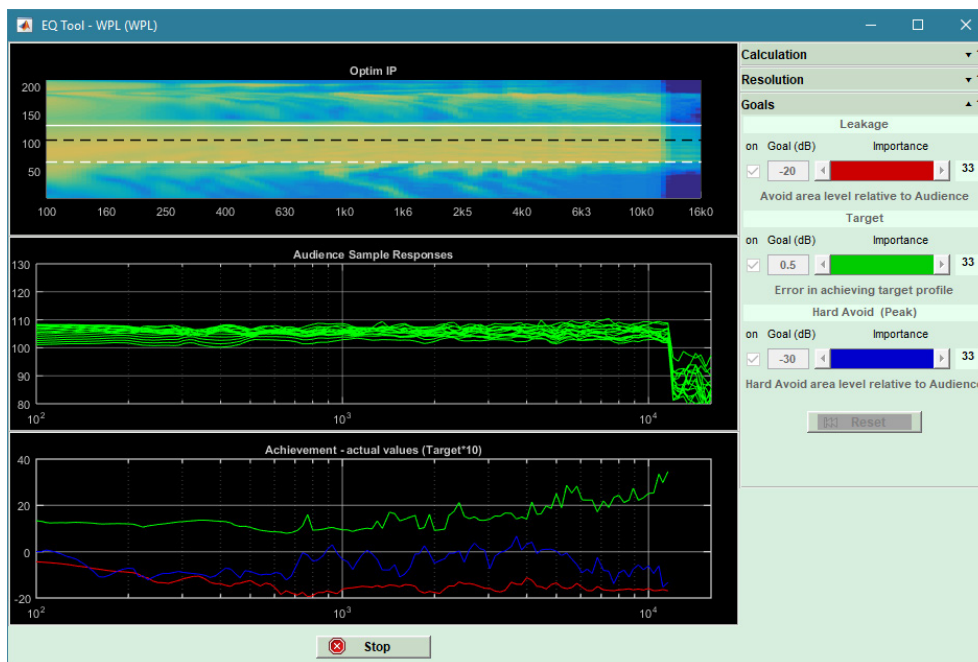 EQ Tool - WPL (WPL)
Optim IP
200
150
100
50
100 160 250 400 630 1k0 1k6 2k5 4k0 6k3 10k0 16k0
Audience Sample Responses
130
120
110
100
90
80
10^2 10^3 10^4
Achievement - actual values (Target*10)
40
20
0
-20
10^2 10^3 10^4
Stop
Calculation
Resolution
Goals
Leakage
on Goal (dB) Importance
-20 33
Avoid area level relative to Audience
Target
on Goal (dB) Importance
0.5 33
Error in achieving target profile
Hard Avoid (Peak)
on Goal (dB) Importance
-30 33
Hard Avoid area level relative to Audience
Reset